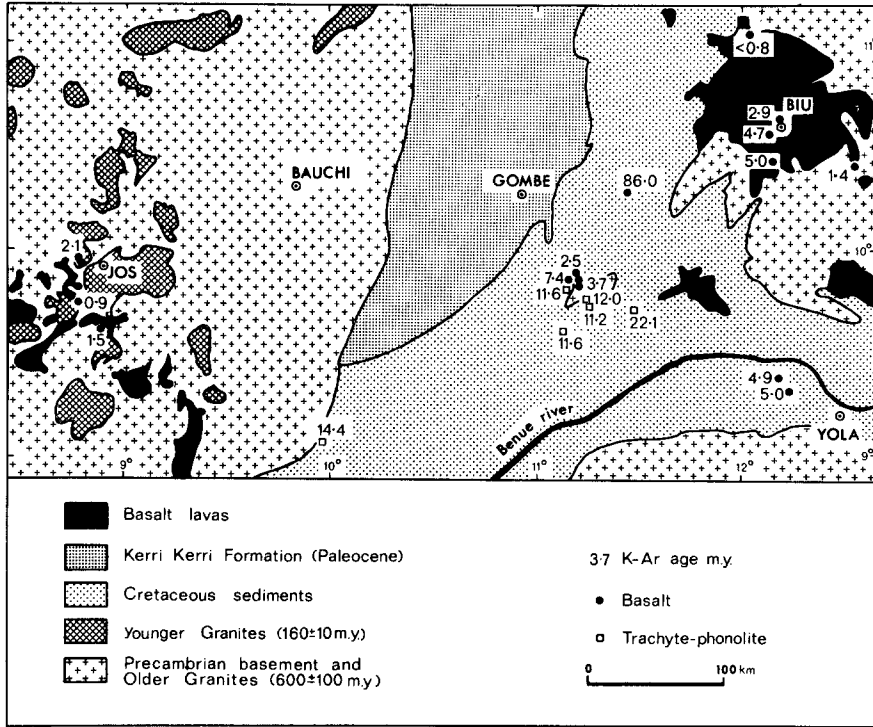 11°
<0·8
2·9 BIU
4·7
5·0
1·4
BAUCHI
GOMBE
86·0
2·1
JOS
10°
0·9
1·5
2·5
7·4
3·7?
11·6
12·0
11·2
22·1
11·6
4·9
5·0
Benue river
YOLA
14·4
9°
10°
11°
12°
9°
Basalt lavas
Kerri Kerri Formation (Paleocene)
Cretaceous sediments
Younger Granites (160±10 m.y.)
Precambrian basement and
Older Granites (600±100 m.y.)
3·7 K-Ar age m.y.
Basalt
Trachyte-phonolite
0 100 km